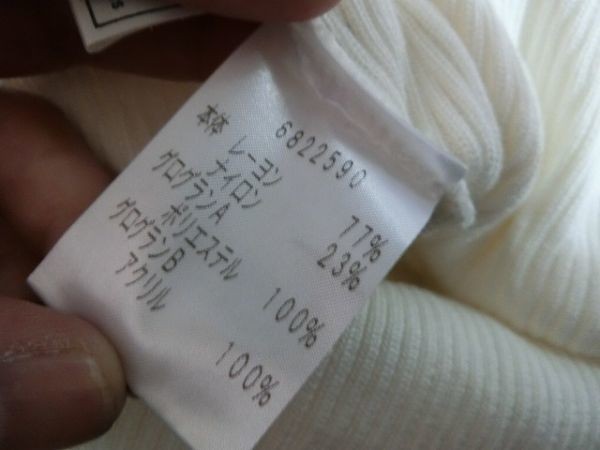 6822590
本体
レーヨン 77%
ナイロン 23%
グログランA
ポリエステル 100%
グログランB
アクリル 100%